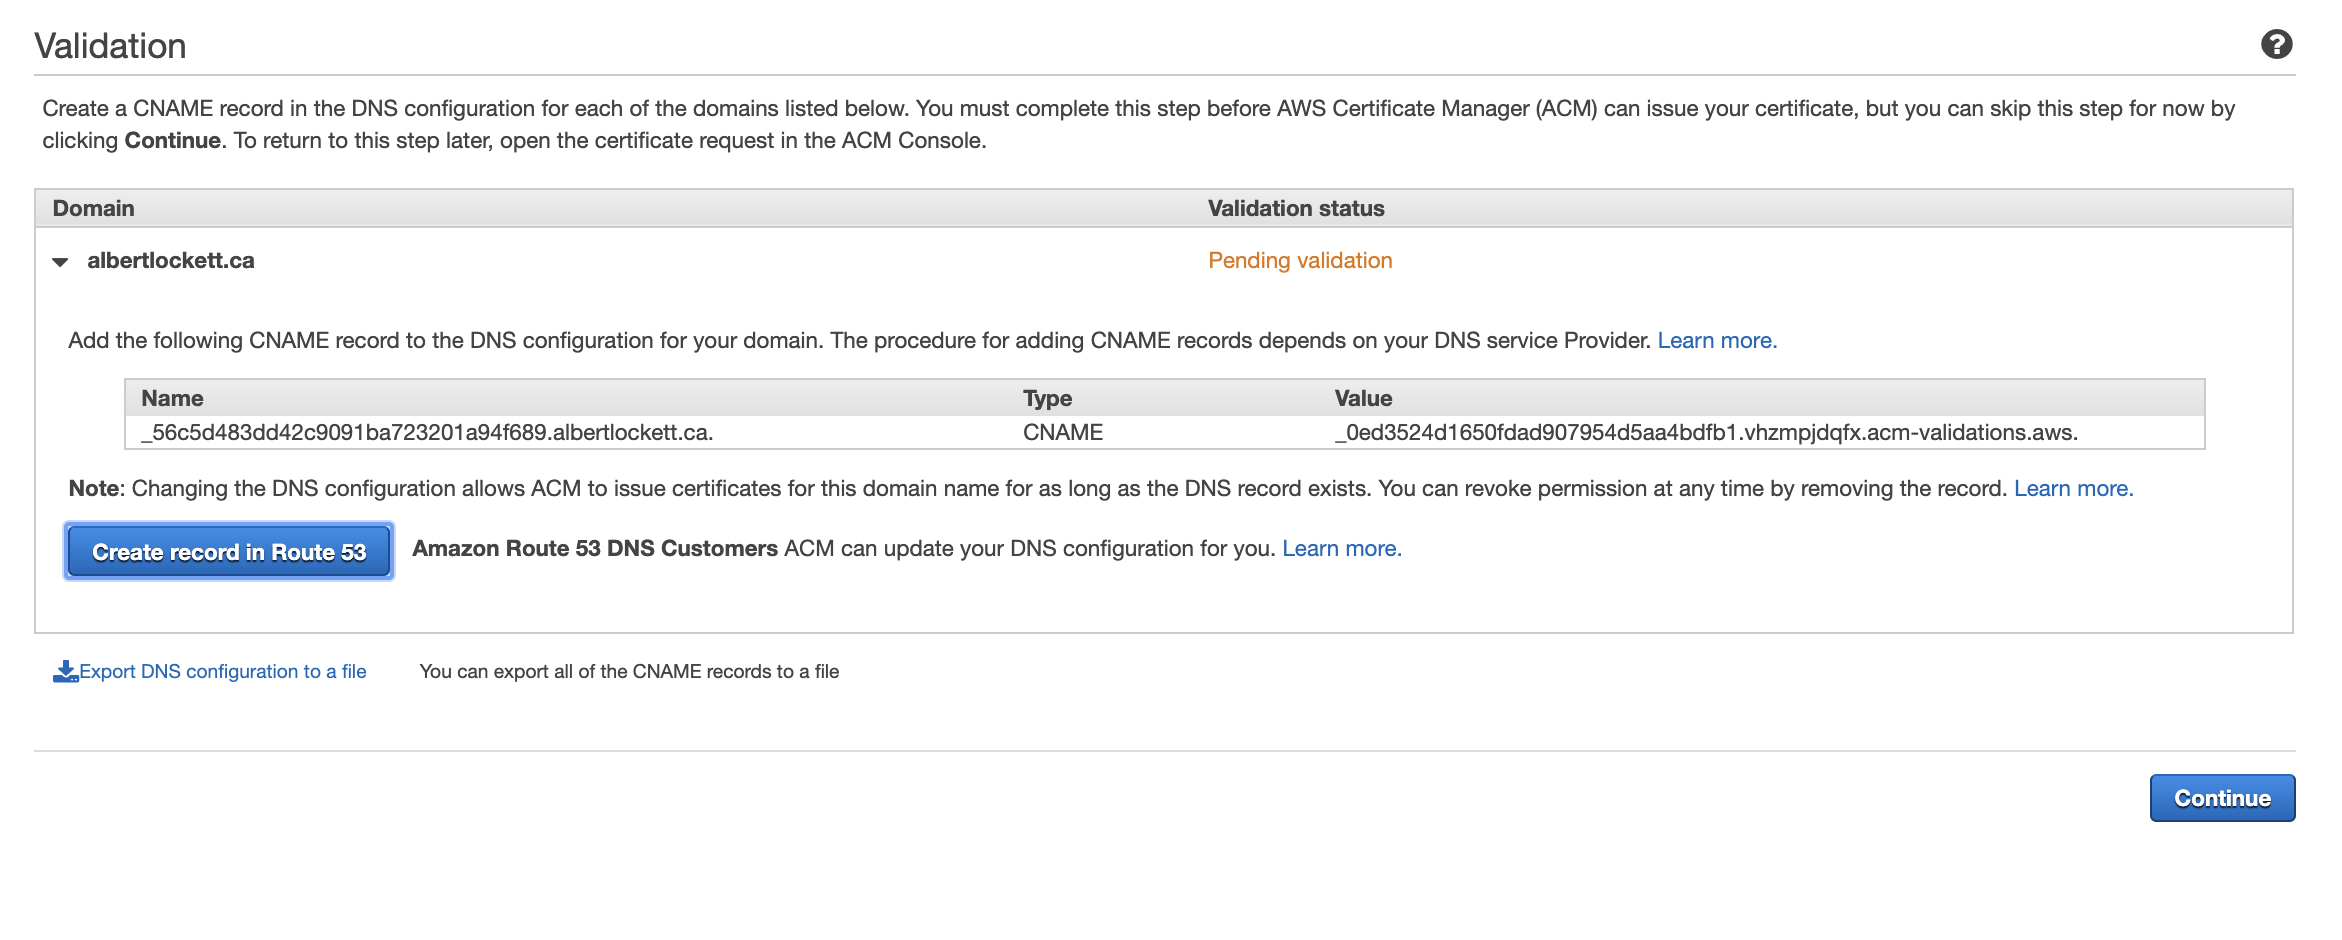 Validation
Create a CNAME record in the DNS configuration for each of the domains listed below. You must complete this step before AWS Certificate Manager (ACM) can issue your certificate, but you can skip this step for now by
clicking Continue. To return to this step later, open the certificate request in the ACM Console.
Domain Validation status
albertlockett.ca Pending validation
Add the following CNAME record to the DNS configuration for your domain. The procedure for adding CNAME records depends on your DNS service Provider. Learn more.
Name Type Value
_56c5d483dd42c9091ba723201a94f689.albertlockett.ca. CNAME _0ed3524d1650fdad907954d5aa4bdfb1.vhzmpjdqfx.acm-validations.aws.
Note: Changing the DNS configuration allows ACM to issue certificates for this domain name for as long as the DNS record exists. You can revoke permission at any time by removing the record. Learn more.
Create record in Route 53 Amazon Route 53 DNS Customers ACM can update your DNS configuration for you. Learn more.
Export DNS configuration to a file You can export all of the CNAME records to a file
Continue